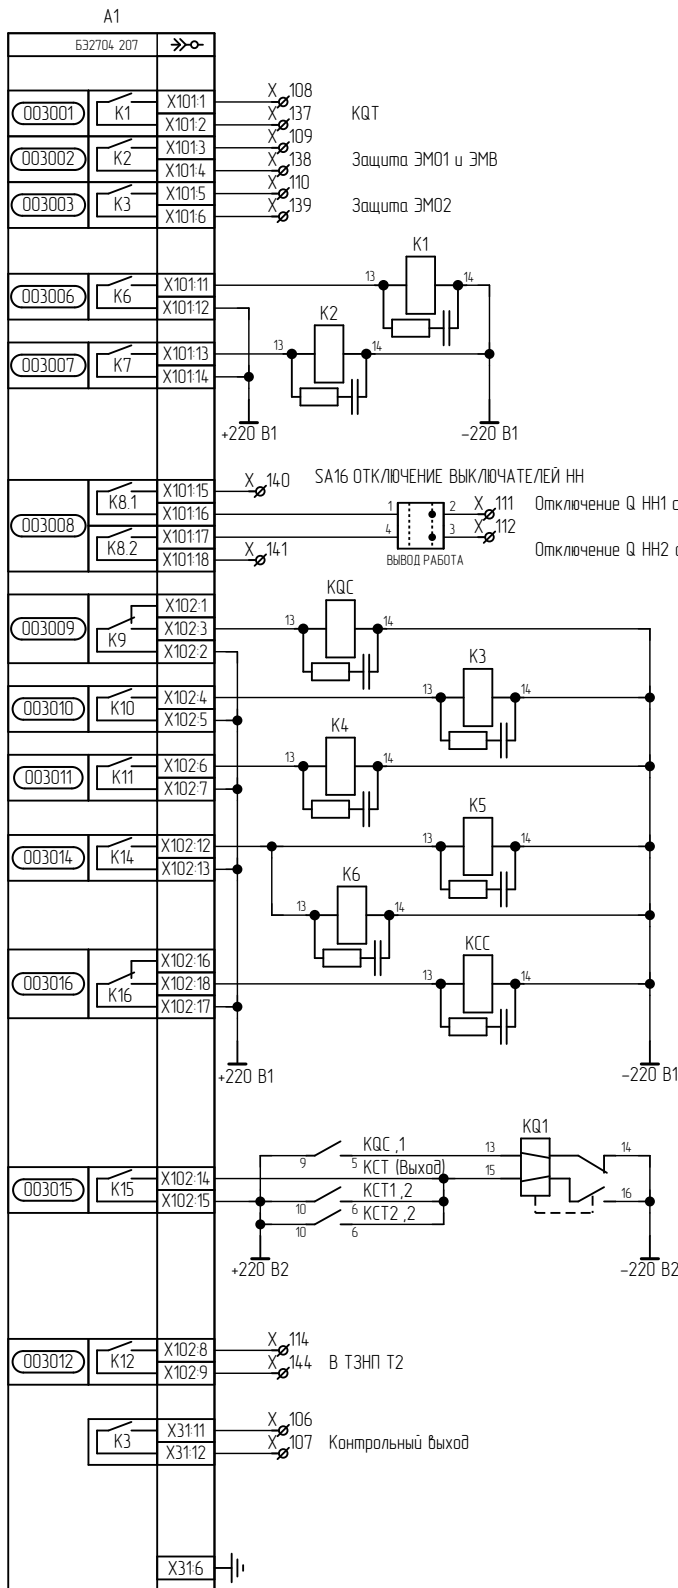 A1
БЭ2704 207
003001 K1 X101:1 X 108
X101:2 X 137 KQT
003002 K2 X101:3 X 109
X101:4 X 138 Защита ЭМО1 и ЭМВ
003003 K3 X101:5 X 110
X101:6 X 139 Защита ЭМО2
003006 K6 X101:11 13 K1 14
X101:12
003007 K7 X101:13 13 K2 14
X101:14
+220 В1 -220 В1
SA16 ОТКЛЮЧЕНИЕ ВЫКЛЮЧАТЕЛЕЙ НН
003008 K8.1 X101:15 X 140
X101:16 1 2 X 111 Отключение Q НН1 с
K8.2 X101:17 4 3 X 112
X101:18 X 141 ВЫВОД РАБОТА Отключение Q НН2 с
003009 K9 X102:1 KQC
X102:3 13 14
X102:2
003010 K10 X102:4 13 K3 14
X102:5
003011 K11 X102:6 13 K4 14
X102:7
003014 K14 X102:12 13 K5 14
X102:13
13 K6 14
003016 K16 X102:16 KCC
X102:18 13 14
X102:17
+220 В1 -220 В1
KQ1
9 KQC ,1 5 13 14
003015 K15 X102:14 KCT (Выход) 15 16
X102:15 10 KCT1 ,2 6
10 KCT2 ,2 6
+220 В2 -220 В2
003012 K12 X102:8 X 114
X102:9 X 144 В ТЗНП Т2
K3 X31:11 X 106
X31:12 X 107 Контрольный выход
X31:6